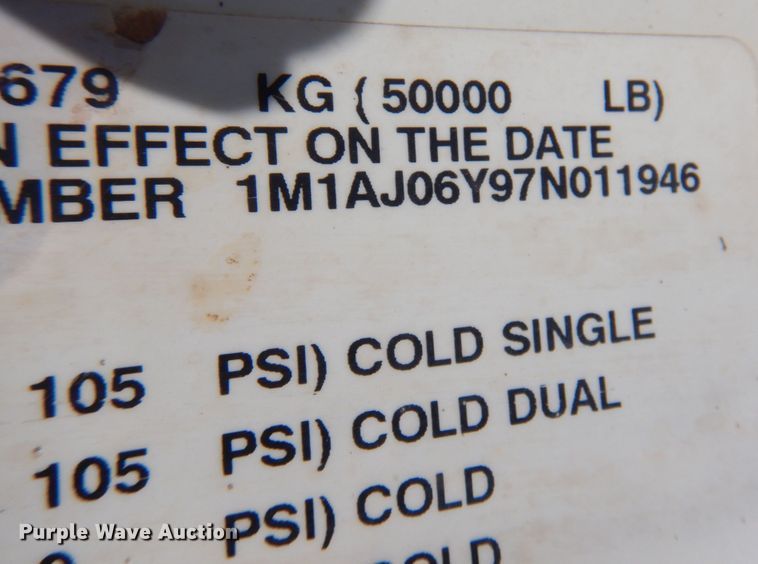 679 KG (50000 LB)
N EFFECT ON THE DATE
MBER 1M1AJ06Y97N011946
105 PSI) COLD SINGLE
105 PSI) COLD DUAL
PSI) COLD
COLD
Purple Wave Auction